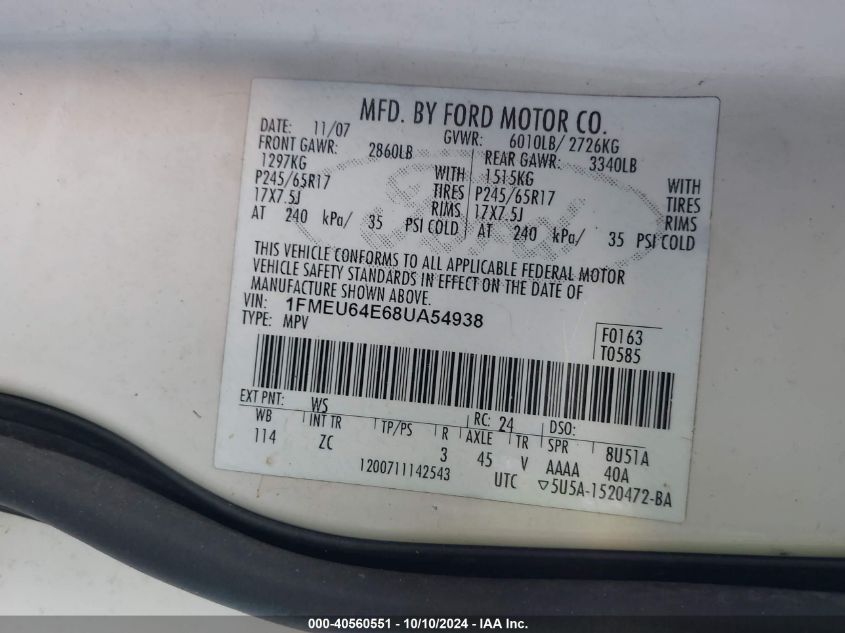 MFD. BY FORD MOTOR CO.
DATE: 11/07 GVWR: 6010LB/ 2726KG
FRONT GAWR: 2860LB REAR GAWR: 3340LB
1297KG WITH 1515KG WITH
P245/65R17 TIRES P245/65R17 TIRES
17X7.5J RIMS 17X7.5J RIMS
AT 240 kPa/ 35 PSI COLD AT 240 kPa/ 35 PSI COLD
THIS VEHICLE CONFORMS TO ALL APPLICABLE FEDERAL MOTOR
VEHICLE SAFETY STANDARDS IN EFFECT ON THE DATE OF
MANUFACTURE SHOWN ABOVE.
VIN: 1FMEU64E68UA54938
TYPE: MPV
F0163
T0585
EXT PNT: WS RC: 24 DSO:
WB INT TR TP/PS R AXLE TR SPR 8U51A
114 ZC 3 45 V AAAA 40A
1200711142543 UTC ▽5U5A-1520472-BA
000-40560551 - 10/10/2024 - IAA Inc.